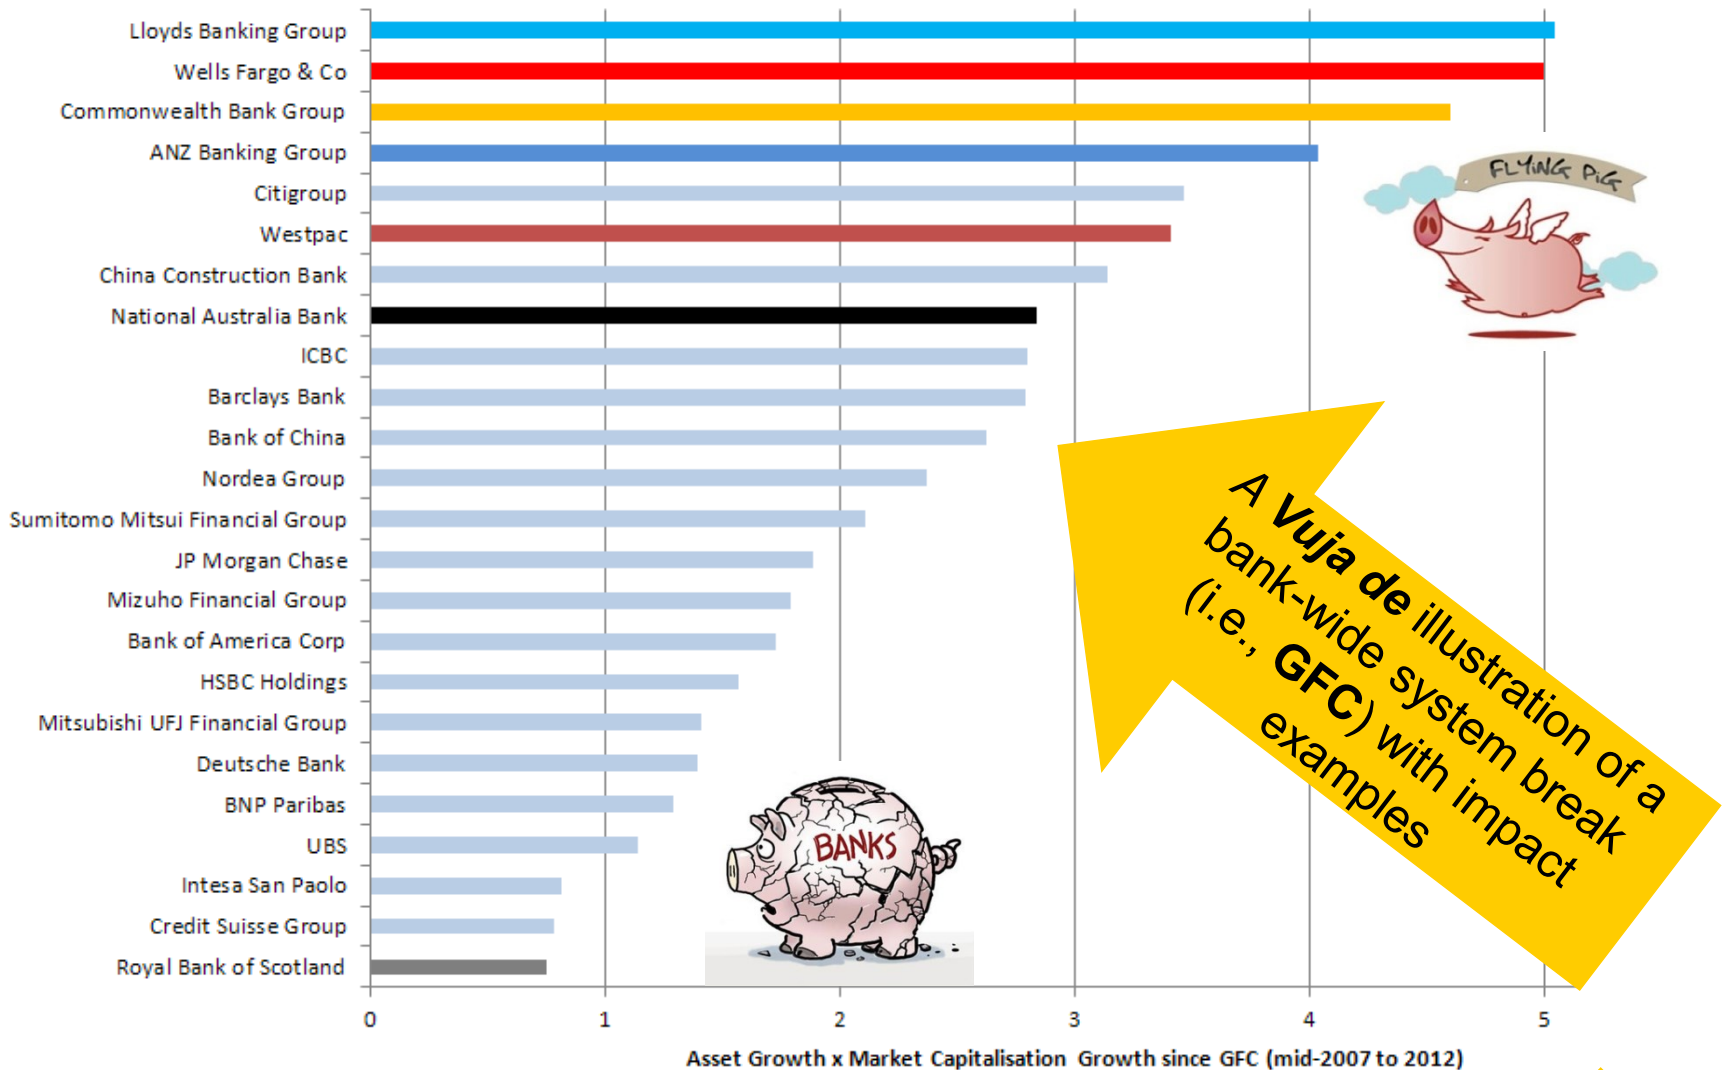 Lloyds Banking Group
Wells Fargo & Co
Commonwealth Bank Group
ANZ Banking Group
Citigroup
Westpac
China Construction Bank
National Australia Bank
ICBC
Barclays Bank
Bank of China
Nordea Group
Sumitomo Mitsui Financial Group
JP Morgan Chase
Mizuho Financial Group
Bank of America Corp
HSBC Holdings
Mitsubishi UFJ Financial Group
Deutsche Bank
BNP Paribas
UBS
Intesa San Paolo
Credit Suisse Group
Royal Bank of Scotland
FLYING PIG
A Vuja de illustration of a
bank-wide system break
(i.e., GFC) with impact
examples
BANKS
0 1 2 3 4 5
Asset Growth x Market Capitalisation Growth since GFC (mid-2007 to 2012)